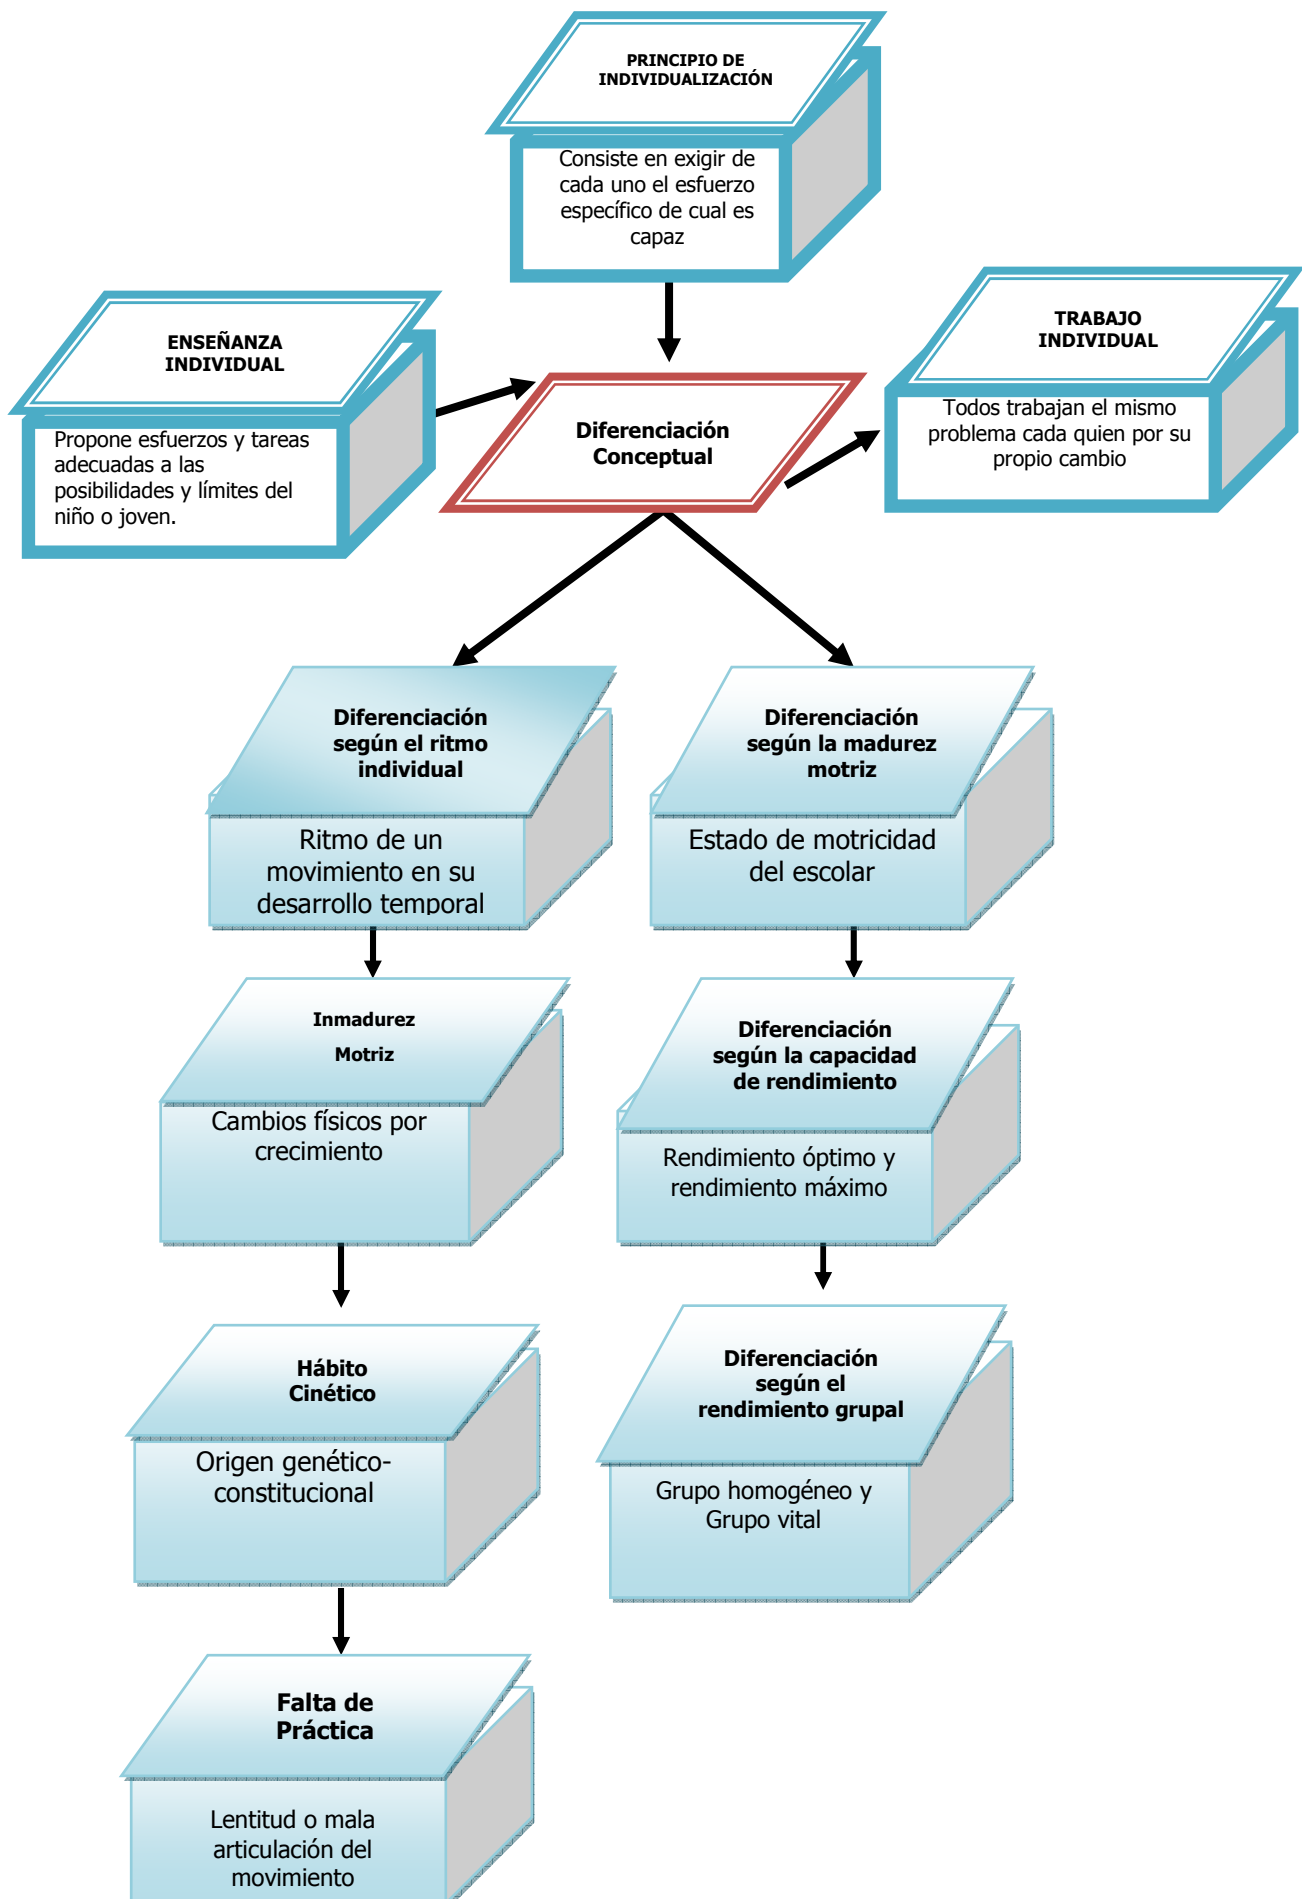 PRINCIPIO DE
INDIVIDUALIZACIÓN
Consiste en exigir de
cada uno el esfuerzo
específico de cual es
capaz
ENSEÑANZA
INDIVIDUAL
Propone esfuerzos y tareas
adecuadas a las
posibilidades y límites del
niño o joven.
Diferenciación
Conceptual
TRABAJO
INDIVIDUAL
Todos trabajan el mismo
problema cada quien por su
propio cambio
Diferenciación
según el ritmo
individual
Ritmo de un
movimiento en su
desarrollo temporal
Diferenciación
según la madurez
motriz
Estado de motricidad
del escolar
Inmadurez
Motriz
Cambios físicos por
crecimiento
Diferenciación
según la capacidad
de rendimiento
Rendimiento óptimo y
rendimiento máximo
Hábito
Cinético
Origen genético-
constitucional
Diferenciación
según el
rendimiento grupal
Grupo homogéneo y
Grupo vital
Falta de
Práctica
Lentitud o mala
articulación del
movimiento